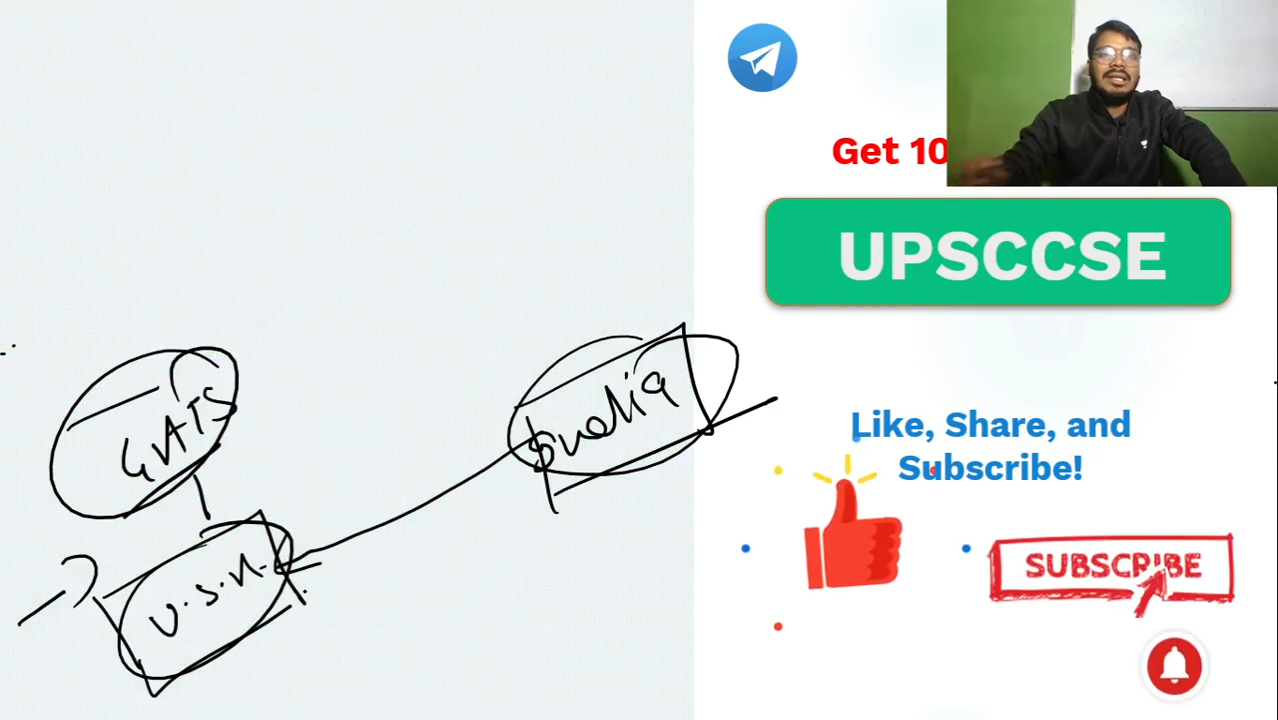 Get 10
UPSCCSE
GATS
India
U.S.A.
Like, Share, and
Subscribe!
SUBSCRIBE